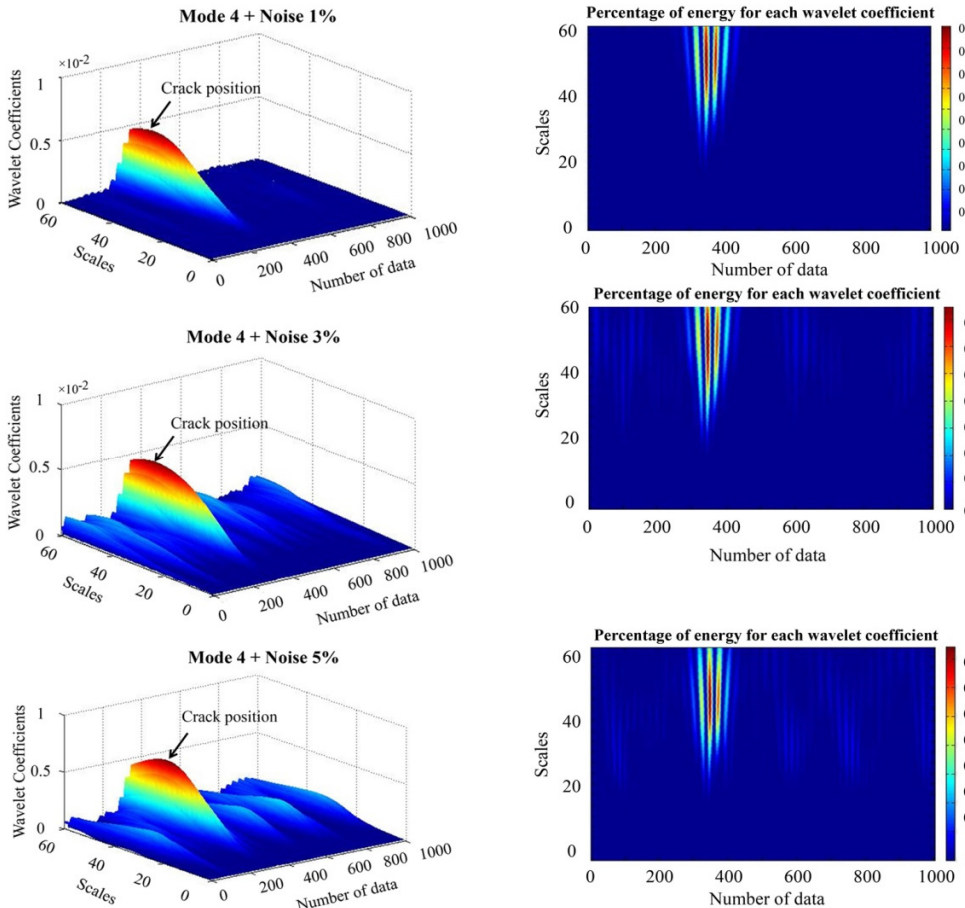 Mode 4 + Noise 1%
×10-2
1
0.5
0
Wavelet Coefficients
Crack position
60
40
20
0
Scales
0
200
400
600
800
1000
Number of data
Percentage of energy for each wavelet coefficient
60
40
20
0
Scales
0
200
400
600
800
1000
Number of data
Mode 4 + Noise 3%
×10-2
1
0.5
0
Wavelet Coefficients
Crack position
60
40
20
0
Scales
0
200
400
600
800
1000
Number of data
Percentage of energy for each wavelet coefficient
60
40
20
0
Scales
0
200
400
600
800
1000
Number of data
Mode 4 + Noise 5%
1
0.5
0
Wavelet Coefficients
Crack position
60
40
20
0
Scales
0
200
400
600
800
1000
Number of data
Percentage of energy for each wavelet coefficient
60
40
20
0
Scales
0
200
400
600
800
1000
Number of data